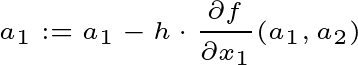 a₁ := a₁ − h · ∂f/∂x₁ (a₁, a₂)